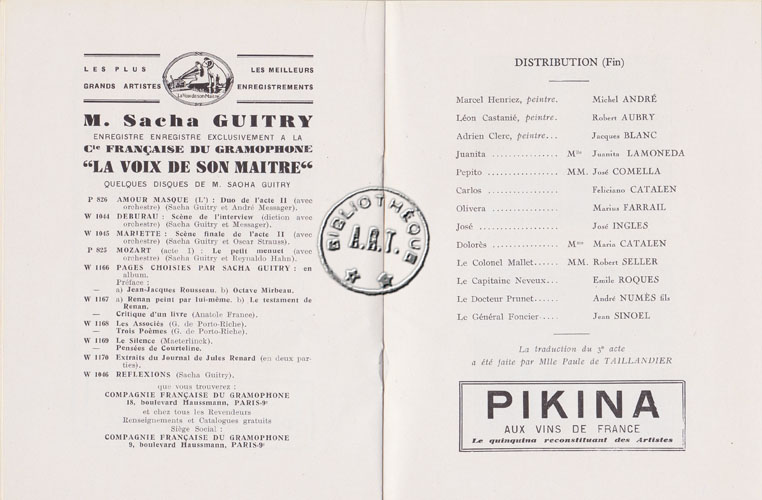 LES PLUS
GRANDS ARTISTES
La Voix de son Maître
LES MEILLEURS
ENREGISTREMENTS
M. Sacha GUITRY
ENREGISTRE ENREGISTRE EXCLUSIVEMENT A LA
Cie FRANÇAISE DU GRAMOPHONE
“LA VOIX DE SON MAITRE“
QUELQUES DISQUES DE M. SAOHA GUITRY
P 826 AMOUR MASQUE (L') : Duo de l'acte II (avec
orchestre) (Sacha Guitry et André Messager).
W 1044 DEBURAU : Scène de l'interview (diction avec
orchestre) (Sacha Guitry et Messager).
W 1045 MARIETTE : Scène finale de l'acte II (avec
orchestre) (Sacha Guitry et Oscar Strauss).
P 825 MOZART (acte I) : Le petit menuet (avec
orchestre) (Sacha Guitry et Reynaldo Hahn).
W 1166 PAGES CHOISIES PAR SACHA GUITRY : en
album.
Préface :
— a) Jean-Jacques Rousseau. b) Octave Mirbeau.
W 1167 a) Renan peint par lui-même. b) Le testament de
Renan.
— Critique d'un livre (Anatole France).
W 1168 Les Associés (G. de Porto-Riche).
— Trois Poèmes (G. de Porto-Riche).
W 1169 Le Silence (Maeterlinck).
— Pensées de Courteline.
W 1170 Extraits du Journal de Jules Renard (en deux par-
ties).
W 1046 REFLEXIONS (Sacha Guitry).
que vous trouverez :
COMPAGNIE FRANÇAISE DU GRAMOPHONE
18, boulevard Haussmann, PARIS-9e
et chez tous les Revendeurs
Renseignements et Catalogues gratuits
Siège Social :
COMPAGNIE FRANÇAISE DU GRAMOPHONE
9, boulevard Haussmann, PARIS-9e
BIBLIOTHÈQUE
A.R.T.
DISTRIBUTION (Fin)
Marcel Henriez, peintre. Michel ANDRÉ
Léon Castanié, peintre. Robert AUBRY
Adrien Clerc, peintre... Jacques BLANC
Juanita ................. Mlle Juanita LAMONEDA
Pepito ................. MM. José COMELLA
Carlos ................. Feliciano CATALEN
Olivera ................ Marius FARRAIL
José ................... José INGLES
Dolorès ................ Mme Maria CATALEN
Le Colonel Mallet...... MM. Robert SELLER
Le Capitaine Neveux... Emile ROQUES
Le Docteur Prunet...... André NUMÈS fils
Le Général Foncier..... Jean SINOEL
La traduction du 3e acte
a été faite par Mlle Paule de TAILLANDIER
PIKINA
AUX VINS DE FRANCE
Le quinquina reconstituant des Artistes